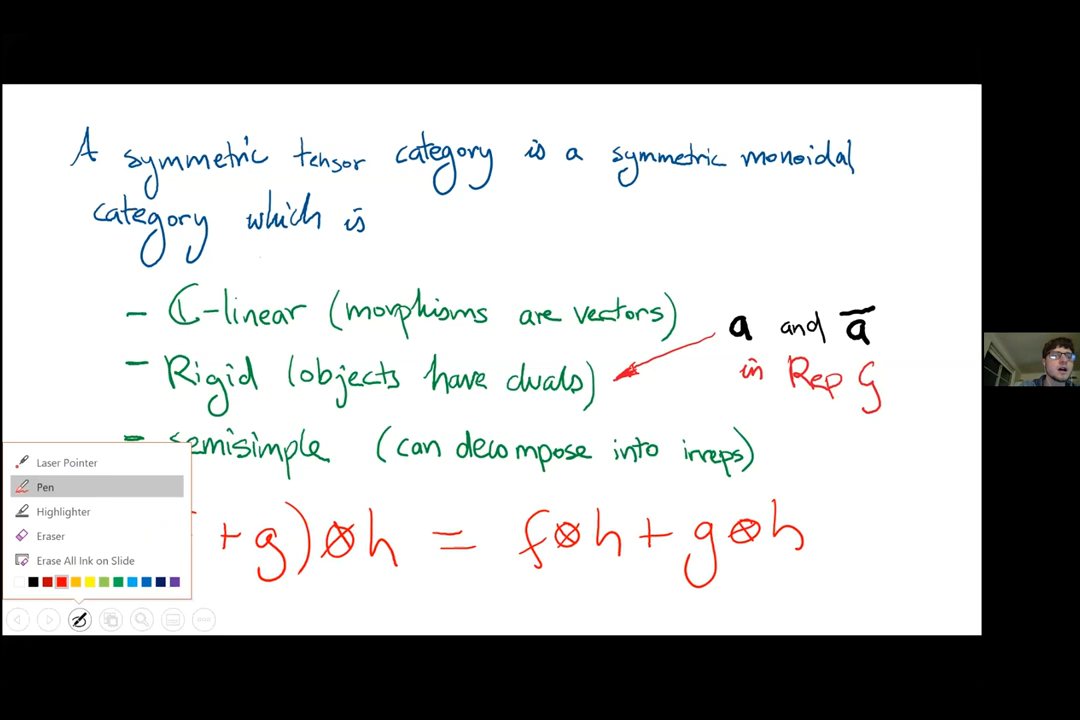 A symmetric tensor category is a symmetric monoidal
category which is
- ℂ-linear (morphisms are vectors)
- Rigid (objects have duals)
a and a̅
in Rep G
- semisimple (can decompose into irreps)
+ g) ⊗ h = f ⊗ h + g ⊗ h
Laser Pointer
Pen
Highlighter
Eraser
Erase All Ink on Slide